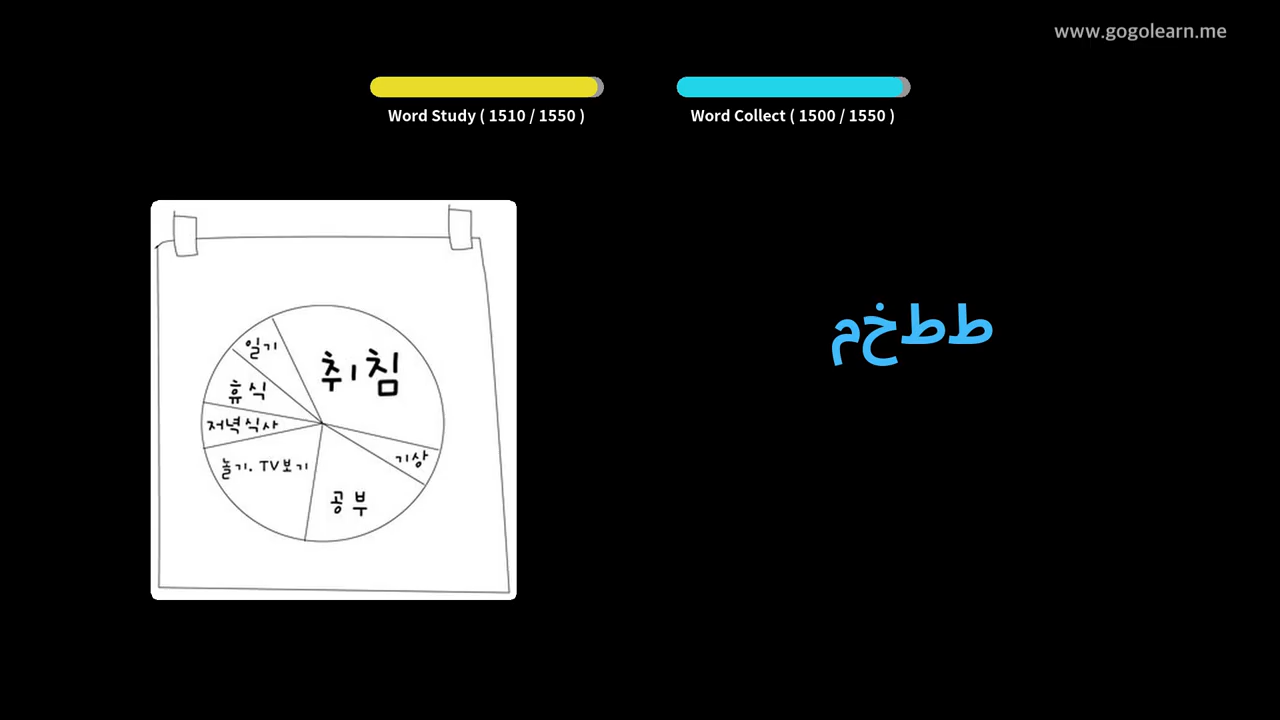 www.gogolearn.me
Word Study ( 1510 / 1550 )
Word Collect ( 1500 / 1550 )
일기
취침
휴식
저녁식사
놀기. TV보기
기상
공부
ططخم